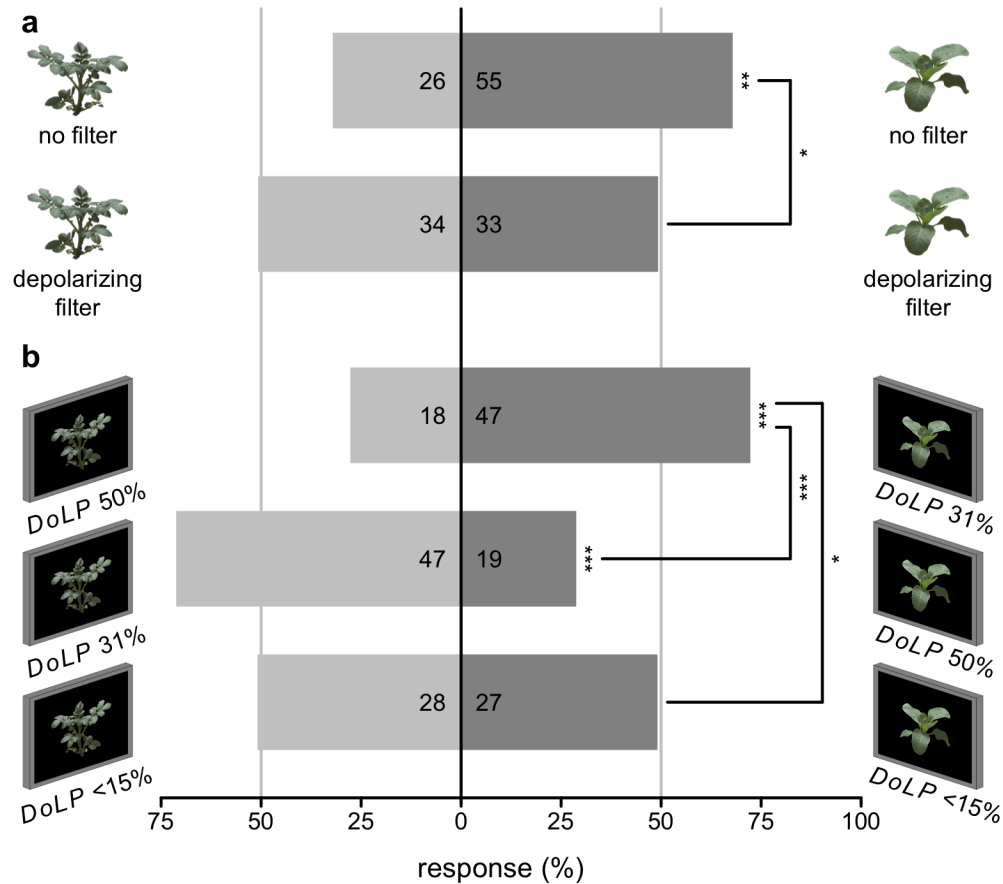 a
26 55
**
no filter
no filter
*
34 33
depolarizing
filter
depolarizing
filter
b
18 47
***
DoLP 50%
DoLP 31%
***
47 19
***
*
DoLP 31%
DoLP 50%
28 27
DoLP <15%
DoLP <15%
75 50 25 0 25 50 75 100
response (%)